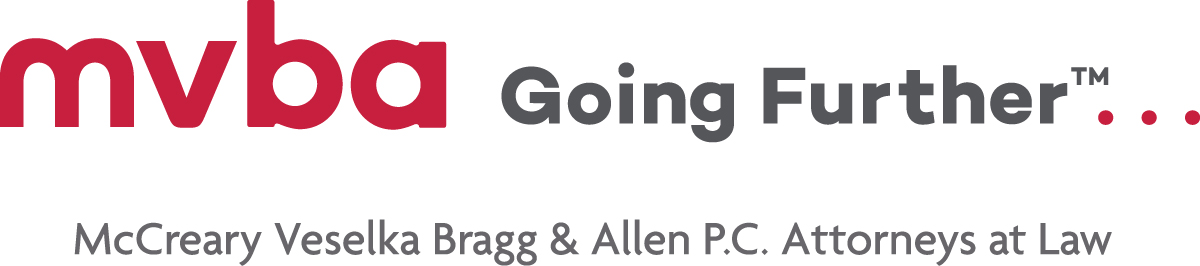 mvba Going Further™...
McCreary Veselka Bragg & Allen P.C. Attorneys at Law